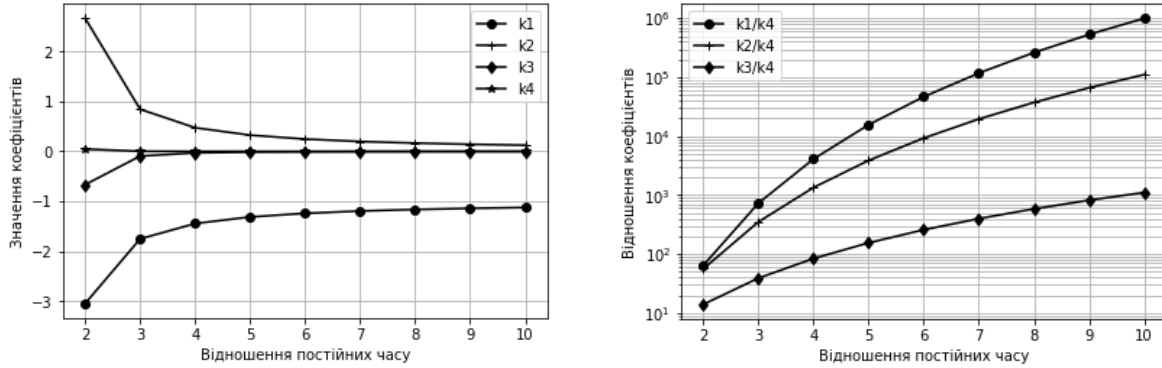 Значення коефіцієнтів
2
1
0
−1
−2
−3
k1
k2
k3
k4
2 3 4 5 6 7 8 9 10
Відношення постійних часу
Відношення коефіцієнтів
10⁶
10⁵
10⁴
10³
10²
10¹
k1/k4
k2/k4
k3/k4
2 3 4 5 6 7 8 9 10
Відношення постійних часу